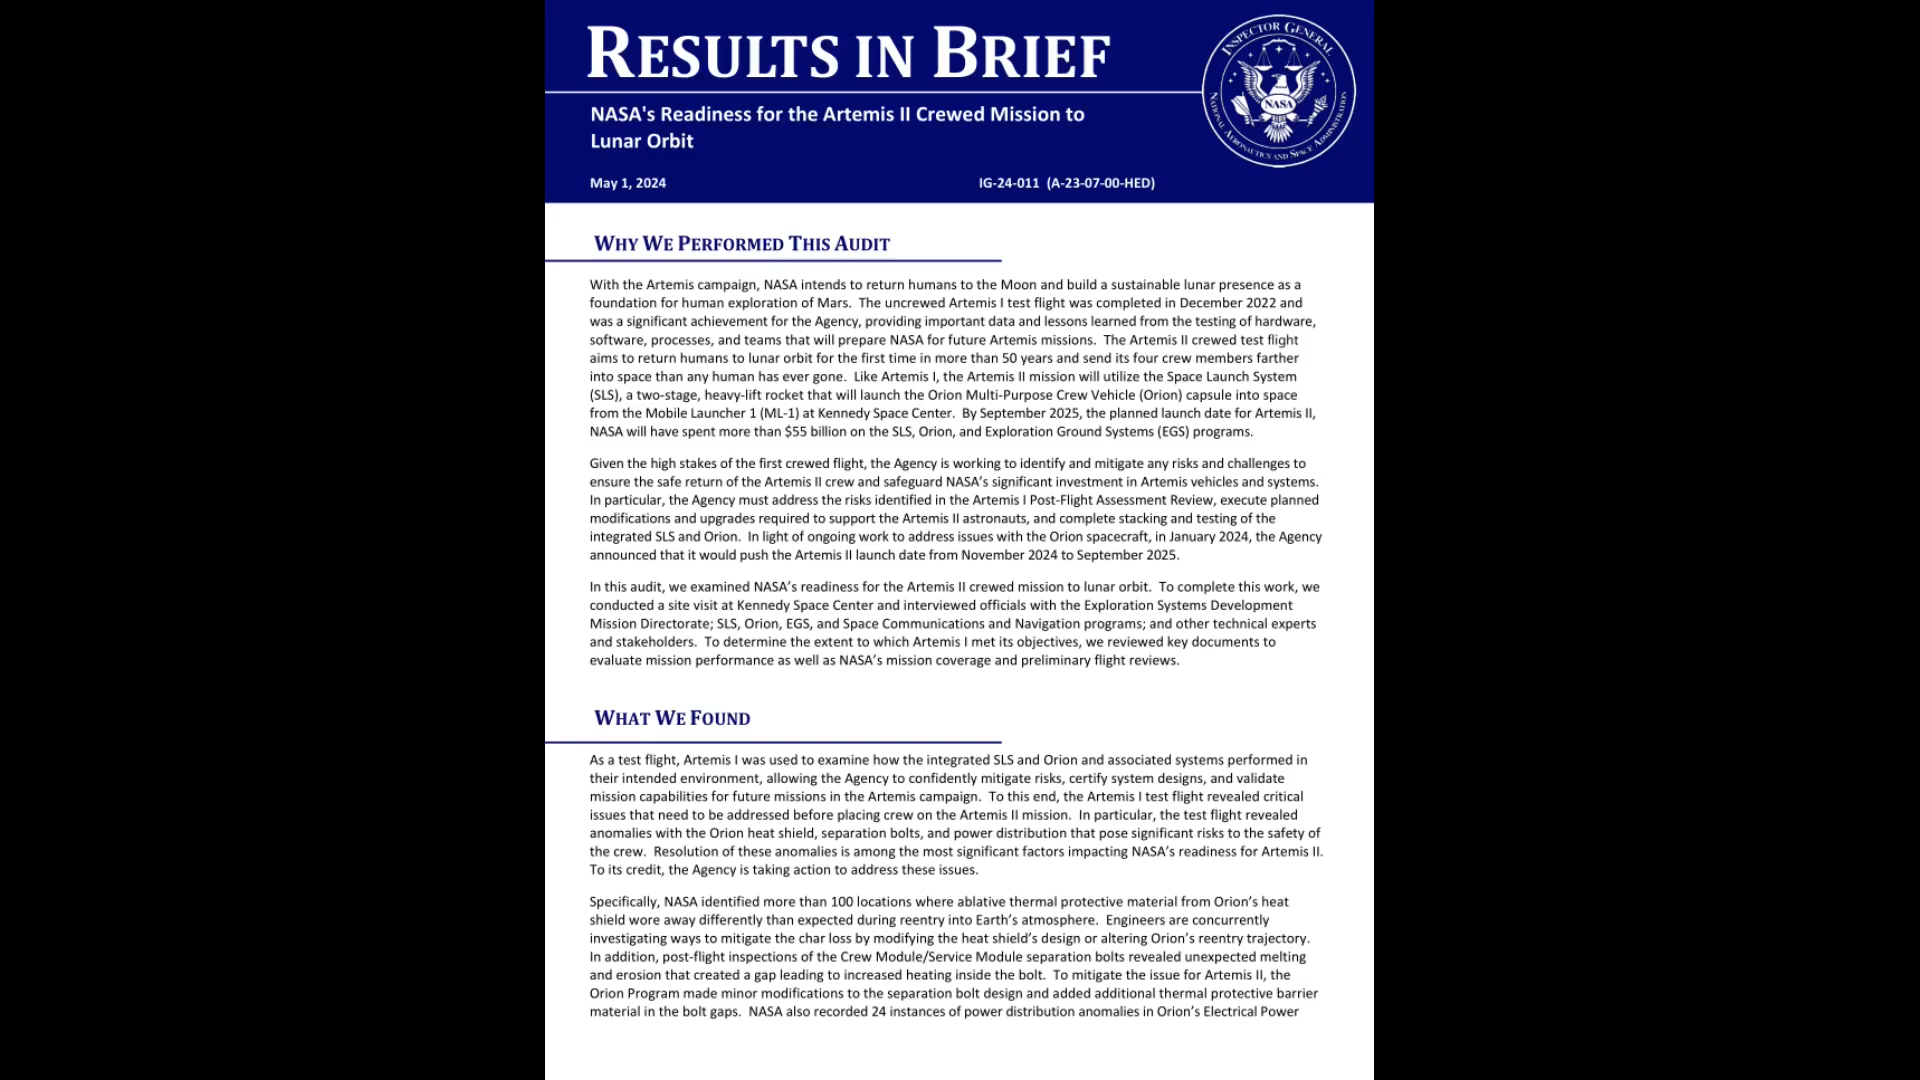 RESULTS IN BRIEF
INSPECTOR GENERAL
NASA
NATIONAL AERONAUTICS AND SPACE ADMINISTRATION
NASA's Readiness for the Artemis II Crewed Mission to
Lunar Orbit
May 1, 2024 IG-24-011 (A-23-07-00-HED)
WHY WE PERFORMED THIS AUDIT
With the Artemis campaign, NASA intends to return humans to the Moon and build a sustainable lunar presence as a
foundation for human exploration of Mars. The uncrewed Artemis I test flight was completed in December 2022 and
was a significant achievement for the Agency, providing important data and lessons learned from the testing of hardware,
software, processes, and teams that will prepare NASA for future Artemis missions. The Artemis II crewed test flight
aims to return humans to lunar orbit for the first time in more than 50 years and send its four crew members farther
into space than any human has ever gone. Like Artemis I, the Artemis II mission will utilize the Space Launch System
(SLS), a two-stage, heavy-lift rocket that will launch the Orion Multi-Purpose Crew Vehicle (Orion) capsule into space
from the Mobile Launcher 1 (ML-1) at Kennedy Space Center. By September 2025, the planned launch date for Artemis II,
NASA will have spent more than $55 billion on the SLS, Orion, and Exploration Ground Systems (EGS) programs.
Given the high stakes of the first crewed flight, the Agency is working to identify and mitigate any risks and challenges to
ensure the safe return of the Artemis II crew and safeguard NASA's significant investment in Artemis vehicles and systems.
In particular, the Agency must address the risks identified in the Artemis I Post-Flight Assessment Review, execute planned
modifications and upgrades required to support the Artemis II astronauts, and complete stacking and testing of the
integrated SLS and Orion. In light of ongoing work to address issues with the Orion spacecraft, in January 2024, the Agency
announced that it would push the Artemis II launch date from November 2024 to September 2025.
In this audit, we examined NASA's readiness for the Artemis II crewed mission to lunar orbit. To complete this work, we
conducted a site visit at Kennedy Space Center and interviewed officials with the Exploration Systems Development
Mission Directorate; SLS, Orion, EGS, and Space Communications and Navigation programs; and other technical experts
and stakeholders. To determine the extent to which Artemis I met its objectives, we reviewed key documents to
evaluate mission performance as well as NASA's mission coverage and preliminary flight reviews.
WHAT WE FOUND
As a test flight, Artemis I was used to examine how the integrated SLS and Orion and associated systems performed in
their intended environment, allowing the Agency to confidently mitigate risks, certify system designs, and validate
mission capabilities for future missions in the Artemis campaign. To this end, the Artemis I test flight revealed critical
issues that need to be addressed before placing crew on the Artemis II mission. In particular, the test flight revealed
anomalies with the Orion heat shield, separation bolts, and power distribution that pose significant risks to the safety of
the crew. Resolution of these anomalies is among the most significant factors impacting NASA's readiness for Artemis II.
To its credit, the Agency is taking action to address these issues.
Specifically, NASA identified more than 100 locations where ablative thermal protective material from Orion's heat
shield wore away differently than expected during reentry into Earth's atmosphere. Engineers are concurrently
investigating ways to mitigate the char loss by modifying the heat shield's design or altering Orion's reentry trajectory.
In addition, post-flight inspections of the Crew Module/Service Module separation bolts revealed unexpected melting
and erosion that created a gap leading to increased heating inside the bolt. To mitigate the issue for Artemis II, the
Orion Program made minor modifications to the separation bolt design and added additional thermal protective barrier
material in the bolt gaps. NASA also recorded 24 instances of power distribution anomalies in Orion's Electrical Power